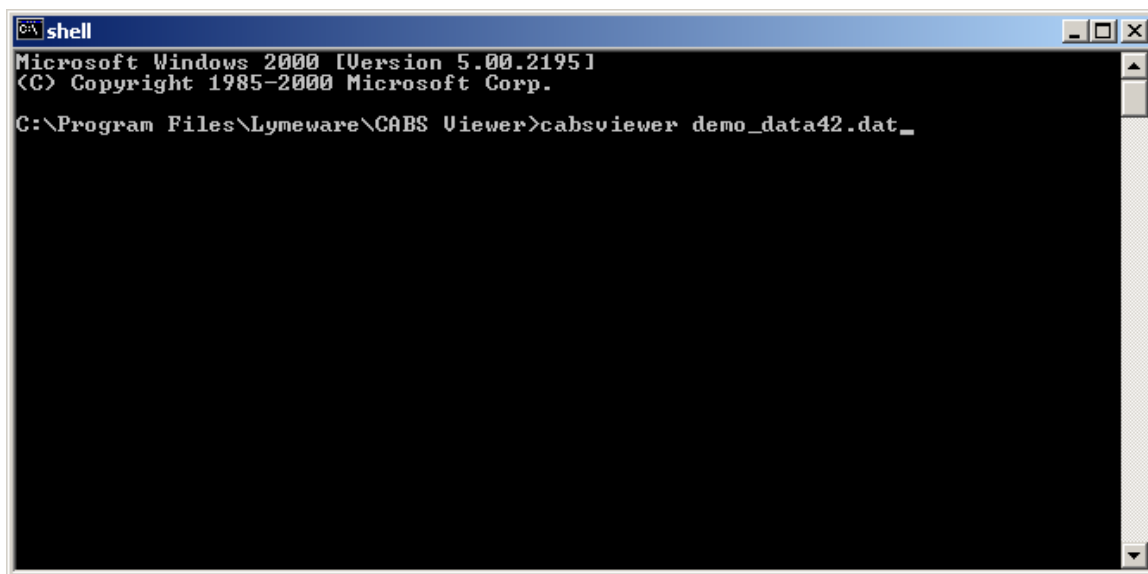 shell
Microsoft Windows 2000 [Version 5.00.2195]
(C) Copyright 1985-2000 Microsoft Corp.
C:\Program Files\Lymeware\CABS Viewer>cabsviewer demo_data42.dat_